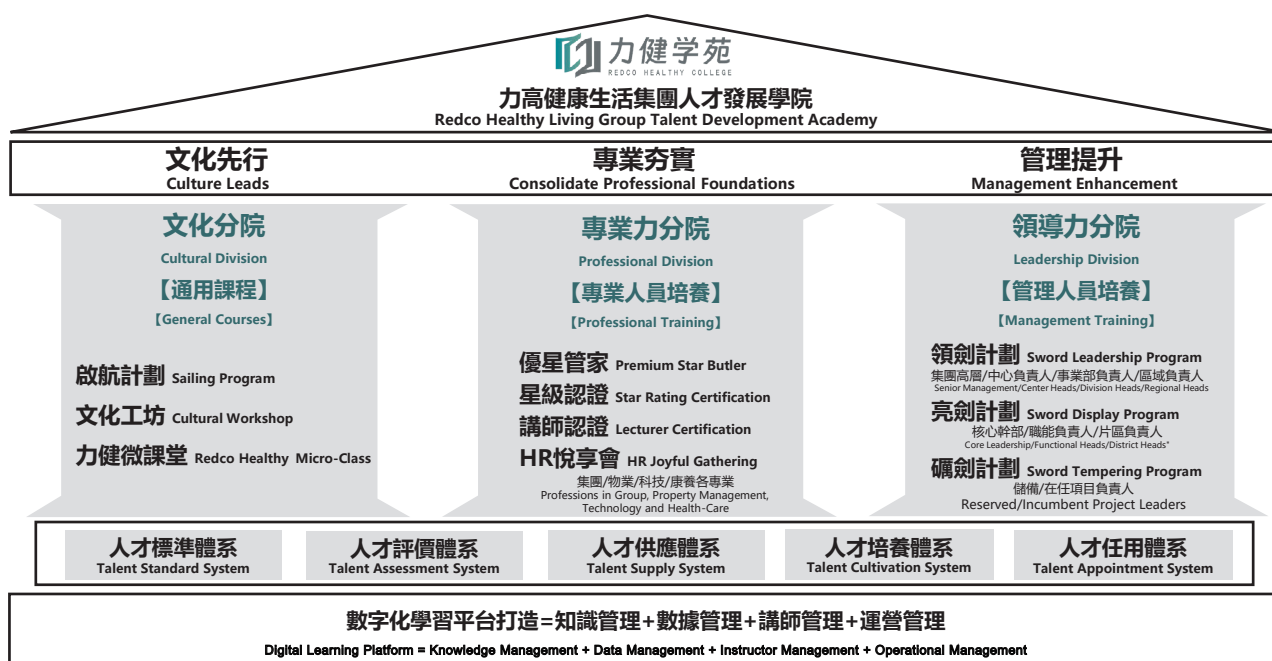 力健学苑
REDCO HEALTHY COLLEGE
力高健康生活集團人才發展學院
Redco Healthy Living Group Talent Development Academy
文化先行
Culture Leads
專業夯實
Consolidate Professional Foundations
管理提升
Management Enhancement
文化分院
Cultural Division
【通用課程】
【General Courses】
啟航計劃 Sailing Program
文化工坊 Cultural Workshop
力健微課堂 Redco Healthy Micro-Class
專業力分院
Professional Division
【專業人員培養】
【Professional Training】
優星管家 Premium Star Butler
星級認證 Star Rating Certification
講師認證 Lecturer Certification
HR悅享會 HR Joyful Gathering
集團/物業/科技/康養各專業
Professions in Group, Property Management,
Technology and Health-Care
領導力分院
Leadership Division
【管理人員培養】
【Management Training】
領劍計劃 Sword Leadership Program
集團高層/中心負責人/事業部負責人/區域負責人
Senior Management/Center Heads/Division Heads/Regional Heads
亮劍計劃 Sword Display Program
核心幹部/職能負責人/片區負責人
Core Leadership/Functional Heads/District Heads"
礪劍計劃 Sword Tempering Program
儲備/在任項目負責人
Reserved/Incumbent Project Leaders
人才標準體系
Talent Standard System
人才評價體系
Talent Assessment System
人才供應體系
Talent Supply System
人才培養體系
Talent Cultivation System
人才任用體系
Talent Appointment System
數字化學習平台打造=知識管理+數據管理+講師管理+運營管理
Digital Learning Platform = Knowledge Management + Data Management + Instructor Management + Operational Management